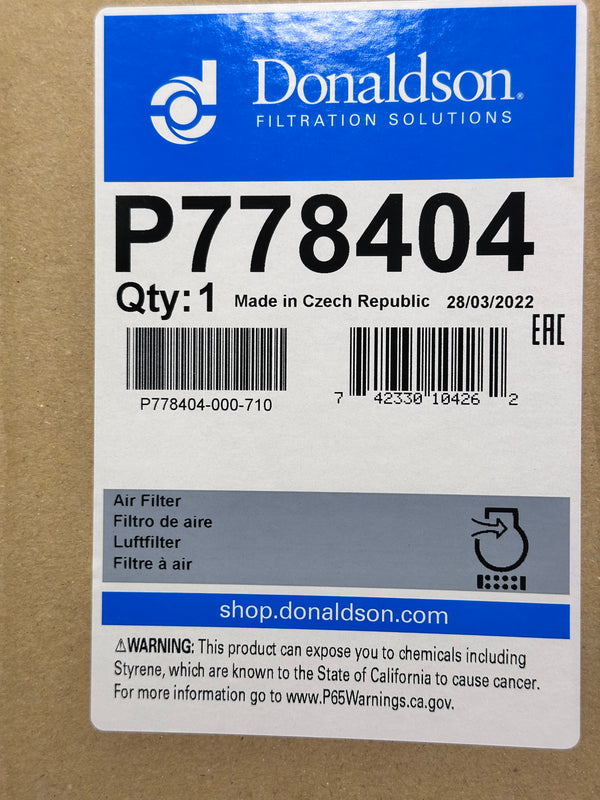 Donaldson®
FILTRATION SOLUTIONS
P778404
Qty: 1 Made in Czech Republic 28/03/2022
EAC
P778404-000-710
7 42330 10426 2
Air Filter
Filtro de aire
Luftfilter
Filtre à air
shop.donaldson.com
⚠WARNING: This product can expose you to chemicals including
Styrene, which are known to the State of California to cause cancer.
For more information go to www.P65Warnings.ca.gov.